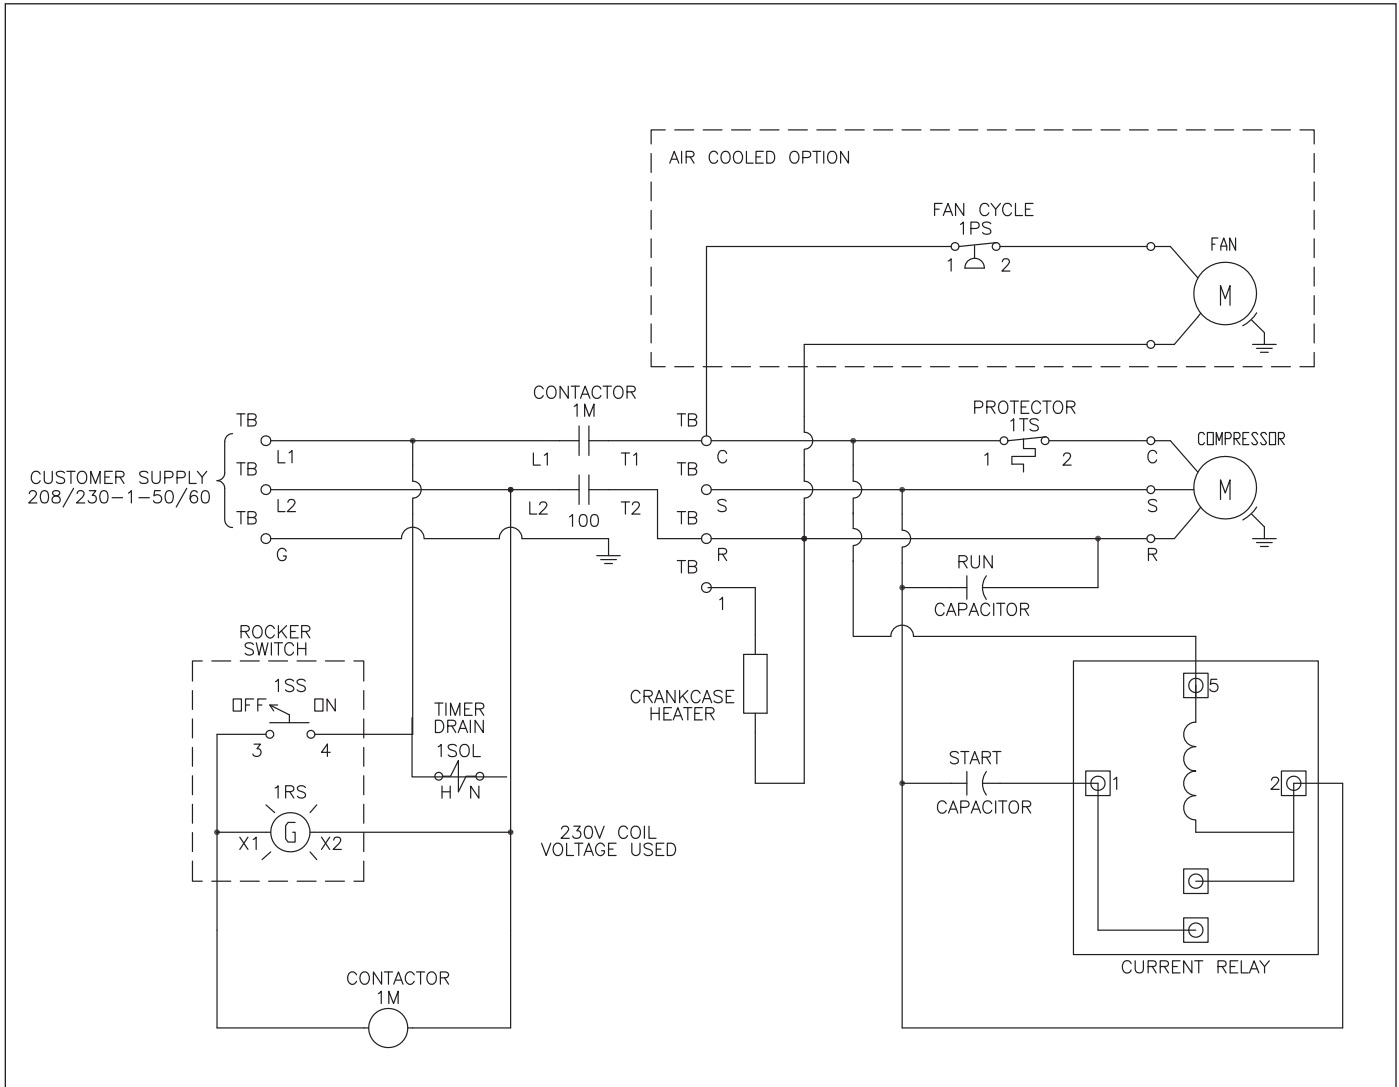 AIR COOLED OPTION
FAN CYCLE
1PS
1 2
FAN
M
CONTACTOR
1M
PROTECTOR
1TS
1 2
COMPRESSOR
M
CUSTOMER SUPPLY
208/230-1-50/60
TB
L1
TB
L2
TB
G
L1 T1
L2 T2
100
TB
C
TB
S
TB
R
TB
1
C
S
R
RUN
CAPACITOR
ROCKER
SWITCH
1SS
OFF ON
3 4
1RS
G
X1 X2
TIMER
DRAIN
1SOL
H N
230V COIL
VOLTAGE USED
CRANKCASE
HEATER
START
CAPACITOR
5
1
2
CURRENT RELAY
CONTACTOR
1M